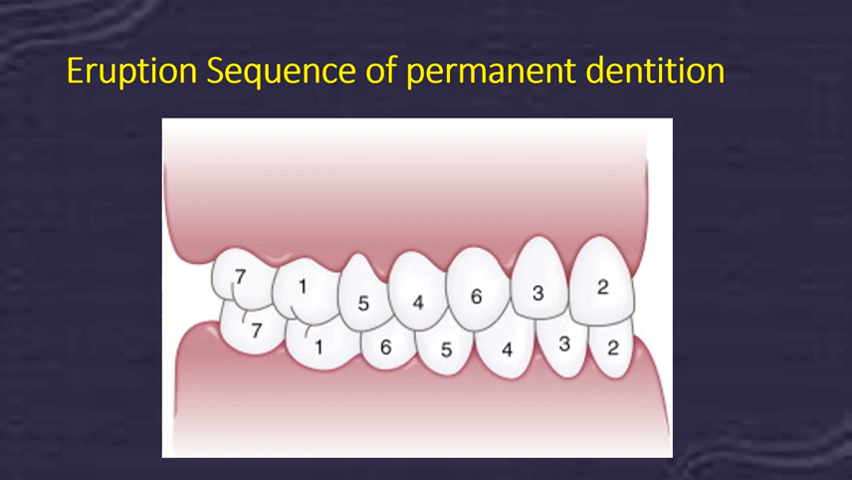 Eruption Sequence of permanent dentition
7 1 5 4 6 3 2
7 1 6 5 4 3 2